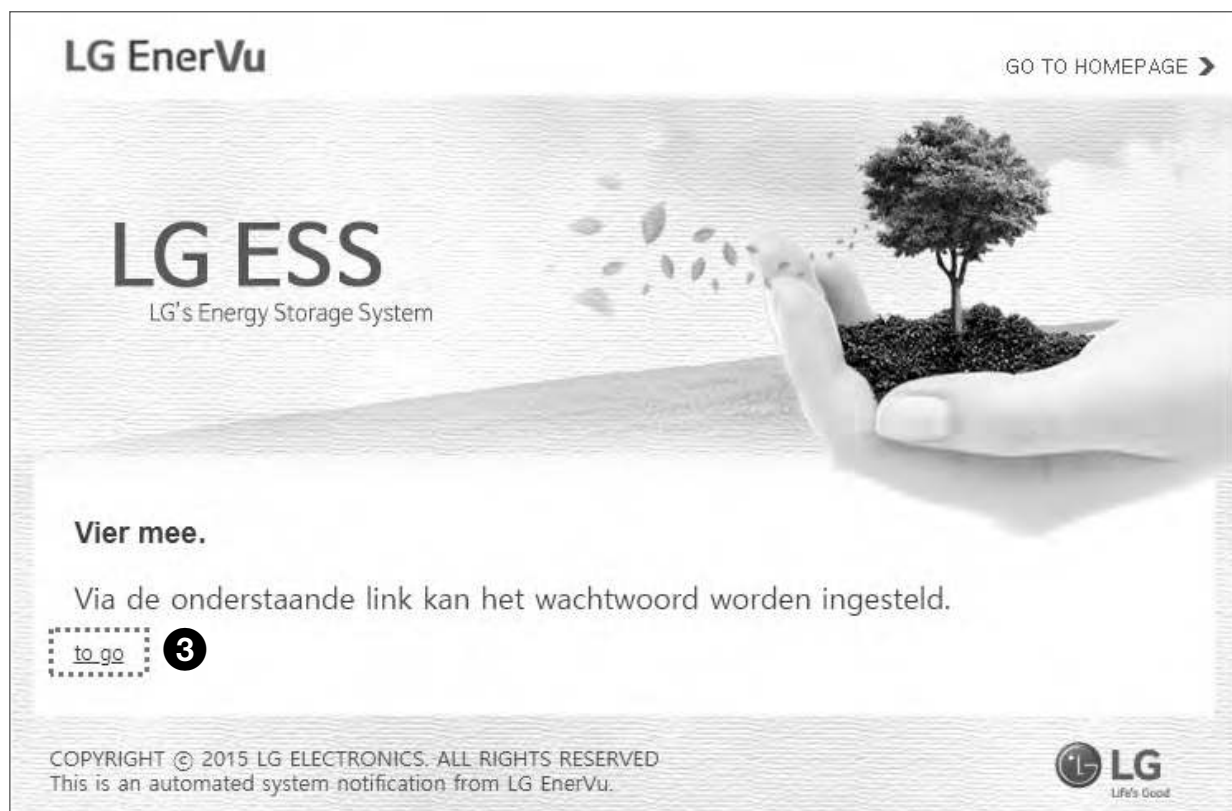 LG EnerVu
GO TO HOMEPAGE
LG ESS
LG's Energy Storage System
Vier mee.
Via de onderstaande link kan het wachtwoord worden ingesteld.
to go
3
COPYRIGHT ⓒ 2015 LG ELECTRONICS. ALL RIGHTS RESERVED
This is an automated system notification from LG EnerVu.
LG
Life's Good